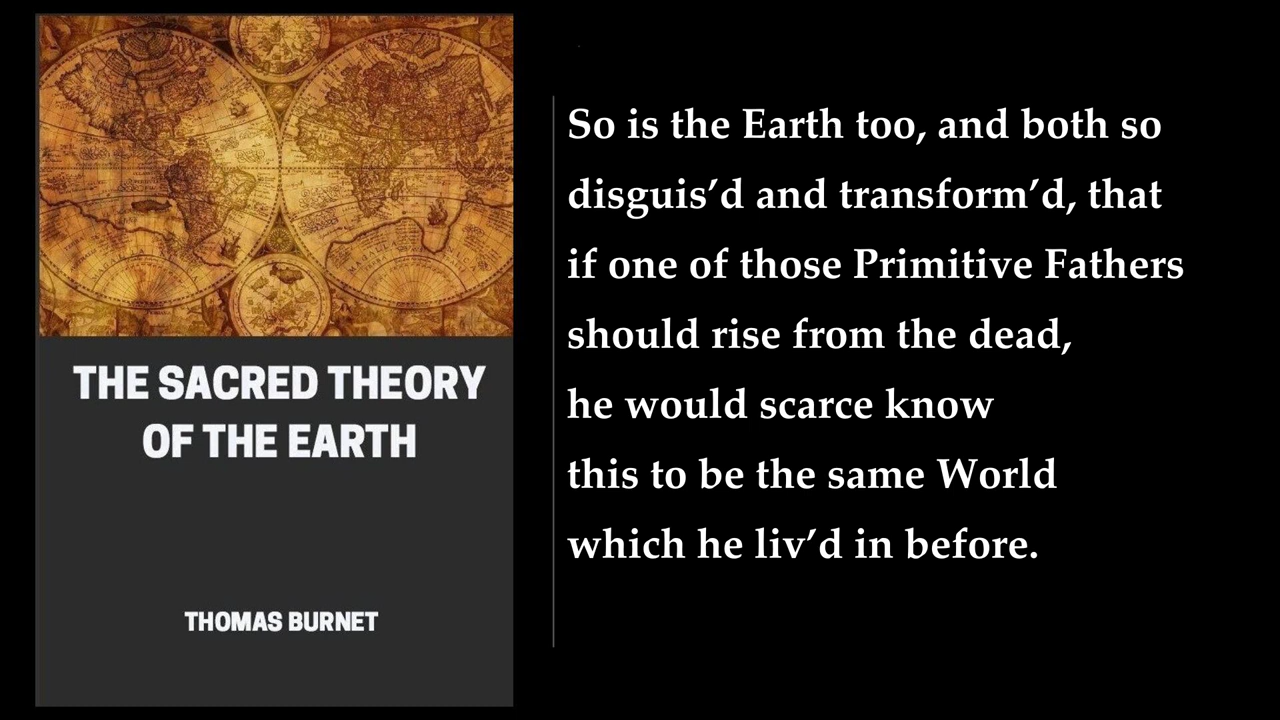 THE SACRED THEORY
OF THE EARTH
THOMAS BURNET
So is the Earth too, and both so
disguis’d and transform’d, that
if one of those Primitive Fathers
should rise from the dead,
he would scarce know
this to be the same World
which he liv’d in before.